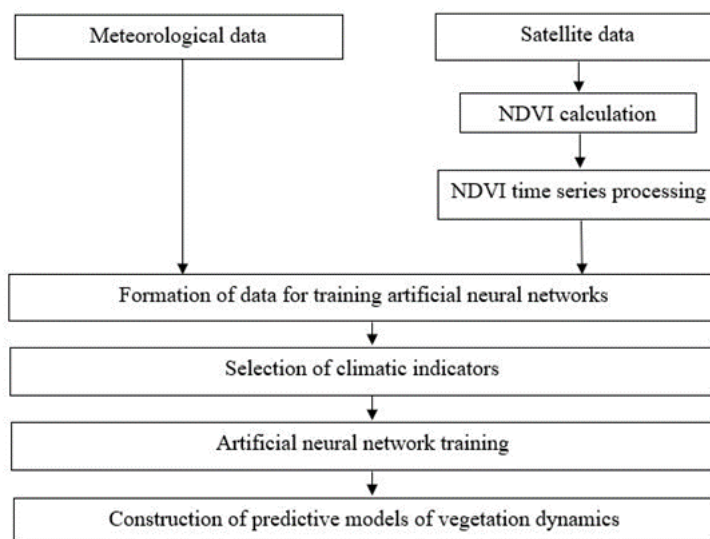 Meteorological data
Satellite data
NDVI calculation
NDVI time series processing
Formation of data for training artificial neural networks
Selection of climatic indicators
Artificial neural network training
Construction of predictive models of vegetation dynamics